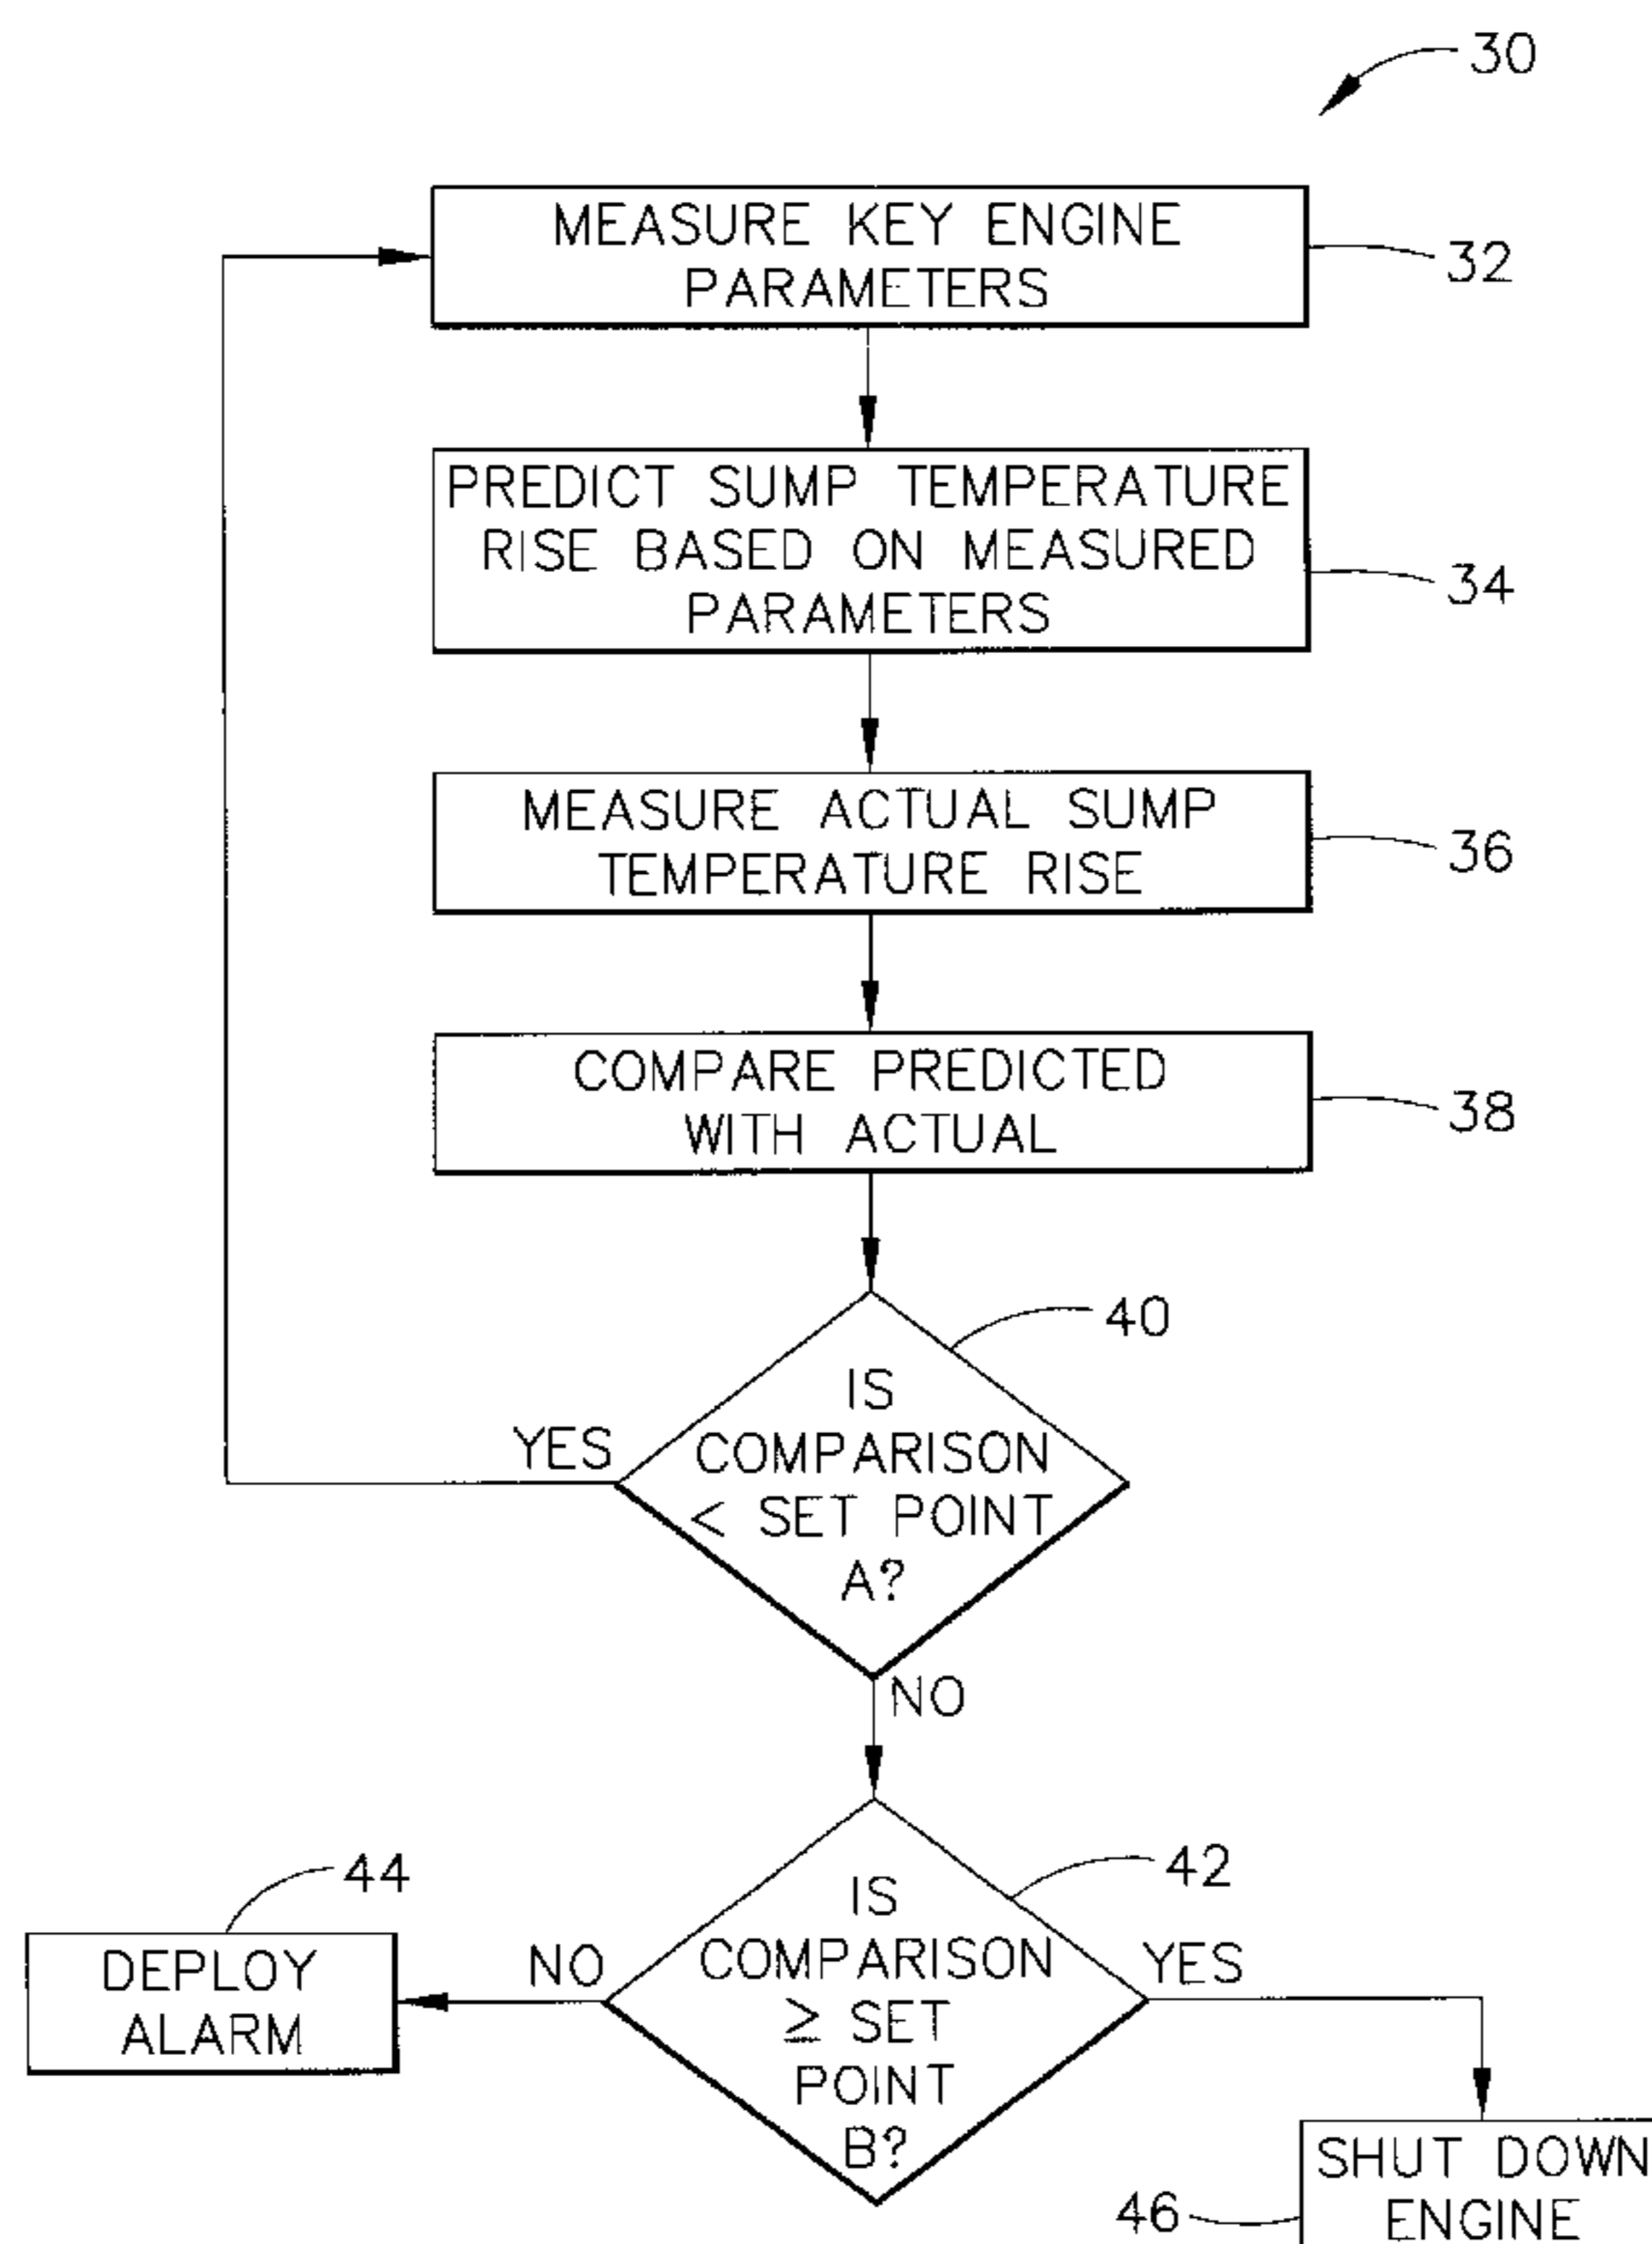 30
MEASURE KEY ENGINE
PARAMETERS
32
PREDICT SUMP TEMPERATURE
RISE BASED ON MEASURED
PARAMETERS
34
MEASURE ACTUAL SUMP
TEMPERATURE RISE
36
COMPARE PREDICTED
WITH ACTUAL
38
40
IS
COMPARISON
< SET POINT
A?
YES
NO
42
IS
COMPARISON
≥ SET
POINT
B?
NO
YES
44
DEPLOY
ALARM
46
SHUT DOWN
ENGINE